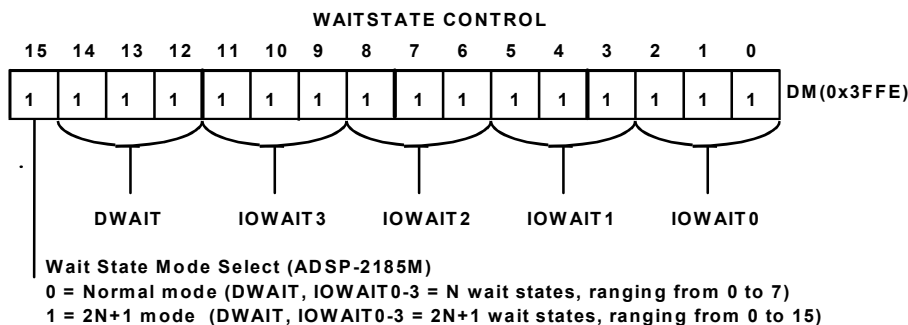 WAITSTATE CONTROL
15 14 13 12 11 10 9 8 7 6 5 4 3 2 1 0
1 1 1 1 1 1 1 1 1 1 1 1 1 1 1 1 DM(0x3FFE)
DWAIT IOWAIT3 IOWAIT2 IOWAIT1 IOWAIT0
Wait State Mode Select (ADSP-2185M)
0 = Normal mode (DWAIT, IOWAIT0-3 = N wait states, ranging from 0 to 7)
1 = 2N+1 mode (DWAIT, IOWAIT0-3 = 2N+1 wait states, ranging from 0 to 15)